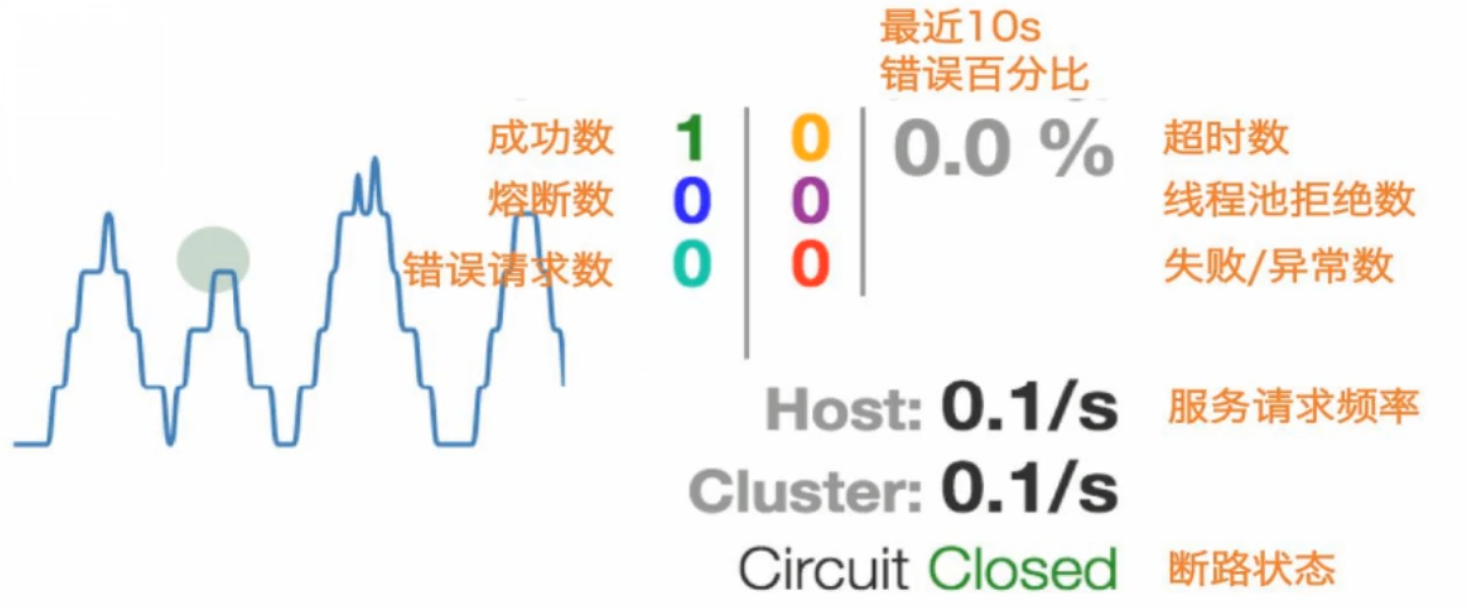 最近10s
错误百分比
成功数 1 0 0.0 % 超时数
熔断数 0 0 线程池拒绝数
错误请求数 0 0 失败/异常数
Host: 0.1/s 服务请求频率
Cluster: 0.1/s
Circuit Closed 断路状态